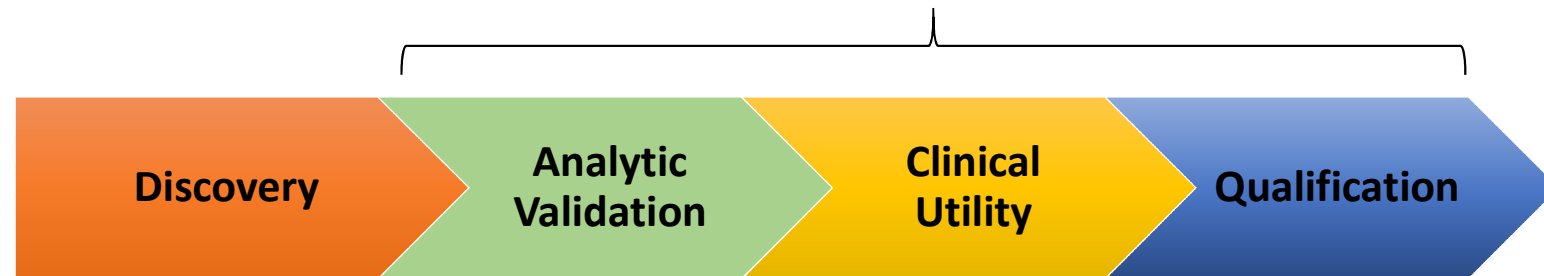 Discovery
Analytic
Validation
Clinical
Utility
Qualification